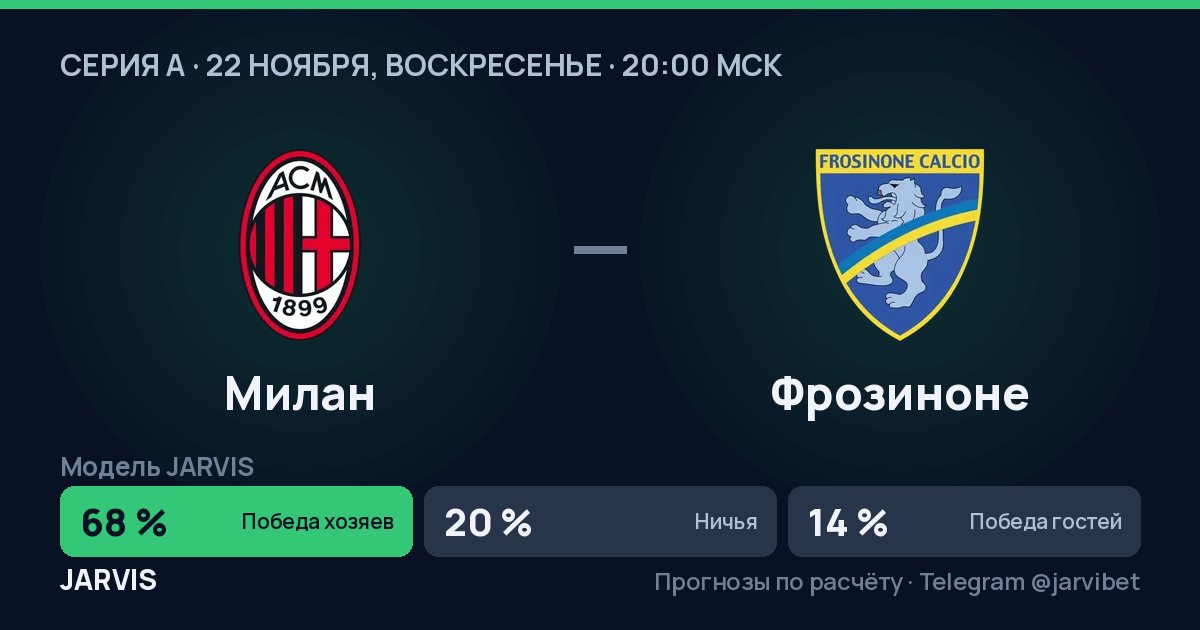 СЕРИЯ А · 22 НОЯБРЯ, ВОСКРЕСЕНЬЕ · 20:00 МСК
ACM
1899
FROSINONE CALCIO
—
Милан
Фрозиноне
Модель JARVIS
68 % Победа хозяев
20 % Ничья
14 % Победа гостей
JARVIS
Прогнозы по расчёту · Telegram @jarvibet